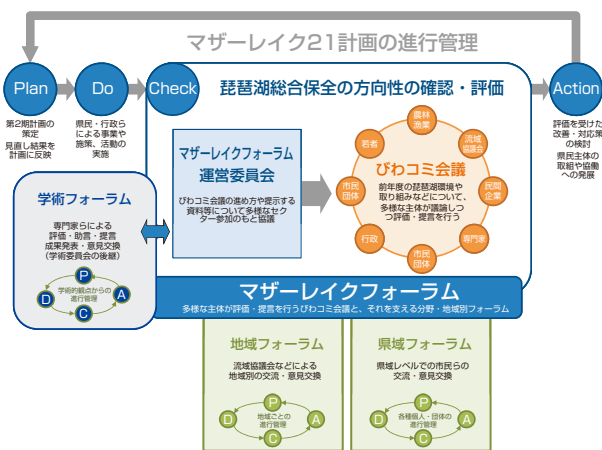 マザーレイク21計画の進行管理
Plan
Do
Check
琵琶湖総合保全の方向性の確認・評価
Action
第2期計画の
策定
見直し結果を
計画に反映
県民・行政ら
による事業や
施策、活動の
実施
評価を受けた
改善・対応策
の検討
県民主体の
取組や協働
への発展
マザーレイクフォーラム
運営委員会
びわコミ会議の進め方や提示する
資料等について多様なセク
ター参加のもと協議
農林
漁業
若者
流域
協議会
市民
団体
民間
企業
行政
専門家
市民
団体
びわコミ会議
前年度の琵琶湖環境や
取り組みなどについて、
多様な主体が議論しつ
つ評価・提言を行う
学術フォーラム
専門家らによる
評価・助言・提言
成果発表・意見交換
(学術委員会の後継)
P
D
学術的観点からの
進行管理
A
C
マザーレイクフォーラム
多様な主体が評価・提言を行うびわコミ会議と、それを支える分野・地域別フォーラム
地域フォーラム
流域協議会などによる
地域別の交流・意見交換
P
D
地域ごとの
進行管理
A
C
県域フォーラム
県域レベルでの市民らの
交流・意見交換
P
D
各種個人・団体の
進行管理
A
C